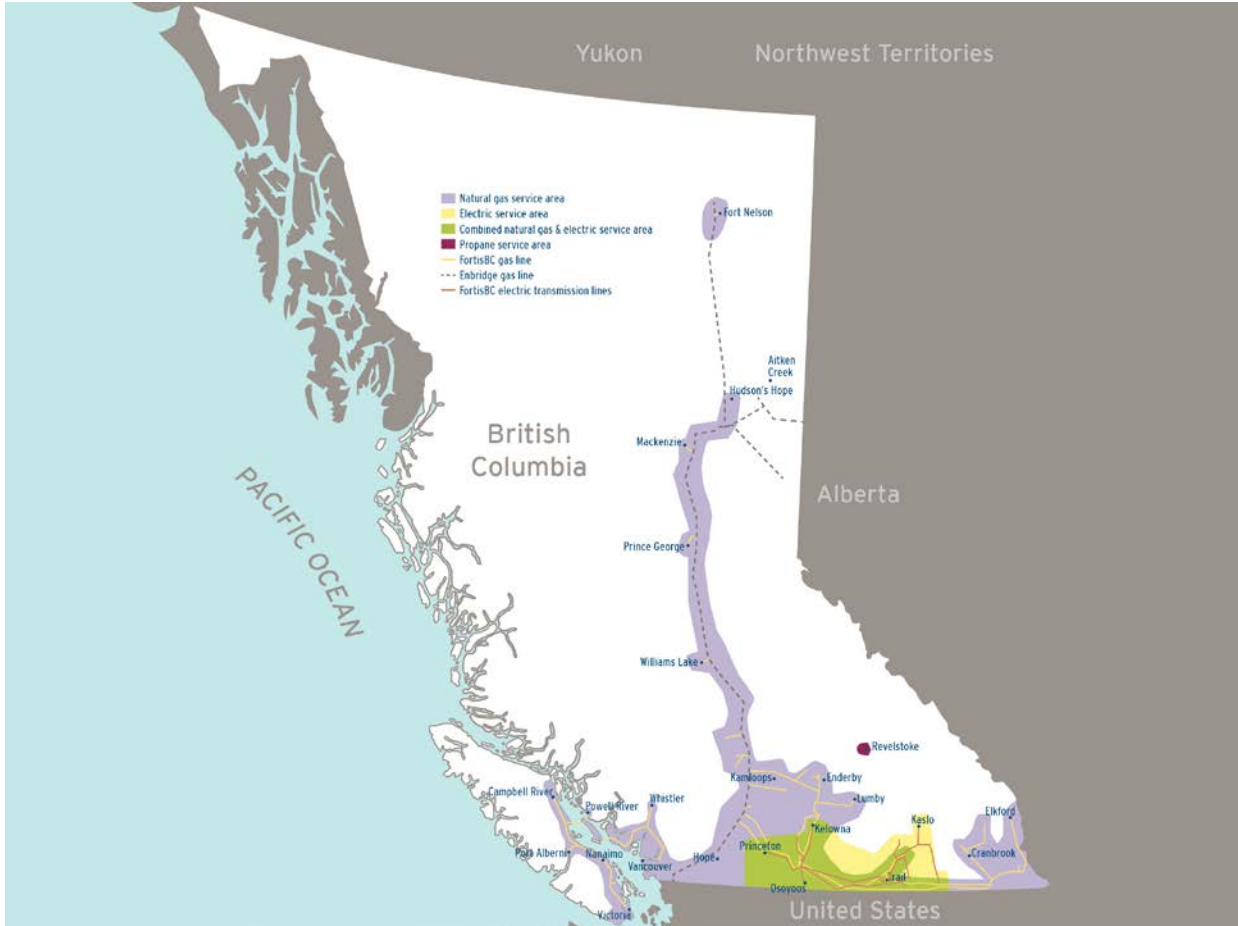 Yukon
Northwest Territories
Natural gas service area
Electric service area
Combined natural gas & electric service area
Propane service area
FortisBC gas line
Enbridge gas line
FortisBC electric transmission lines
Fort Nelson
Aitken
Creek
Hudson's Hope
British
Columbia
Mackenzie
PACIFIC OCEAN
Alberta
Prince George
Williams Lake
Revelstoke
Kamloops
Enderby
Campbell River
Powell River
Whistler
Lumby
Elkford
Kelowna
Kaslo
Port Alberni
Nanaimo
Vancouver
Hope
Princeton
Cranbrook
Trail
Osoyoos
Victoria
United States